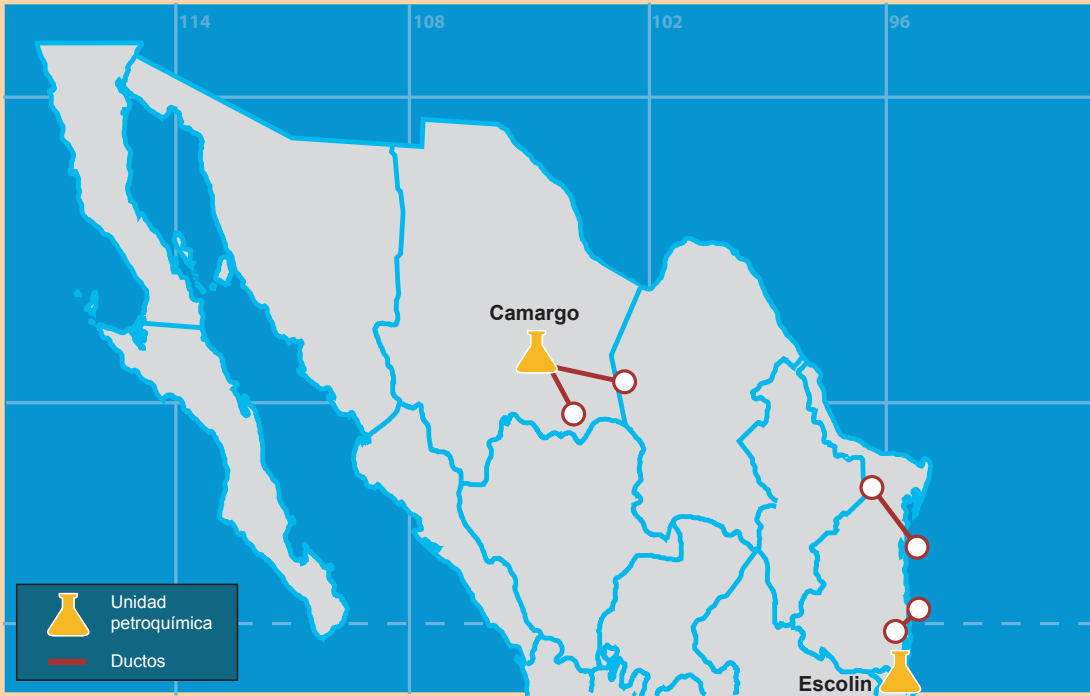 114
108
102
96
Camargo
Unidad
petroquímica
Ductos
Escolin